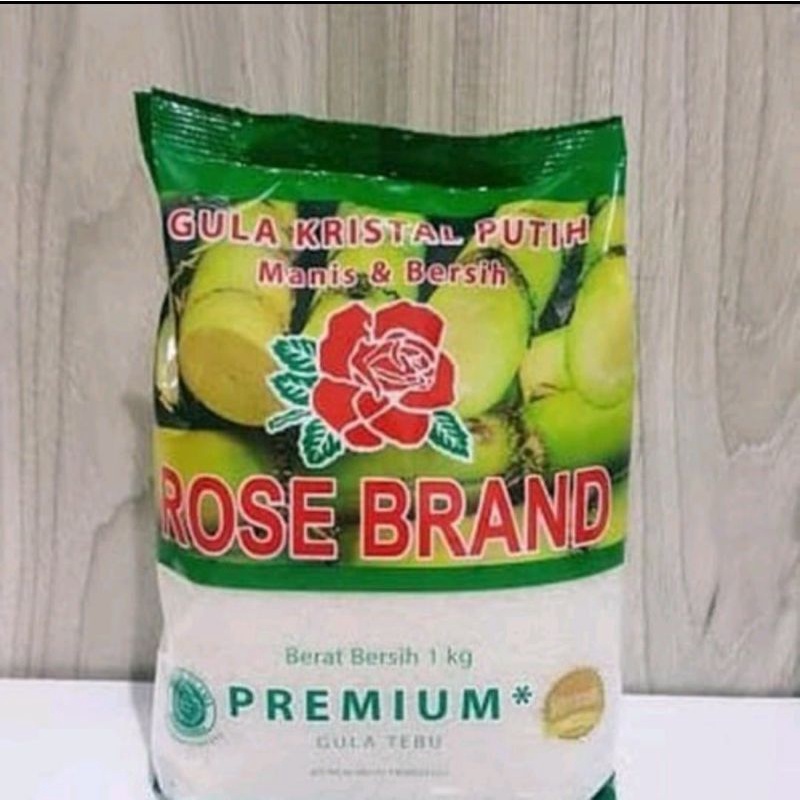 GULA KRISTAL PUTIH
Manis & Bersih
ROSE BRAND
Berat Bersih 1 kg
PREMIUM*
GULA TEBU